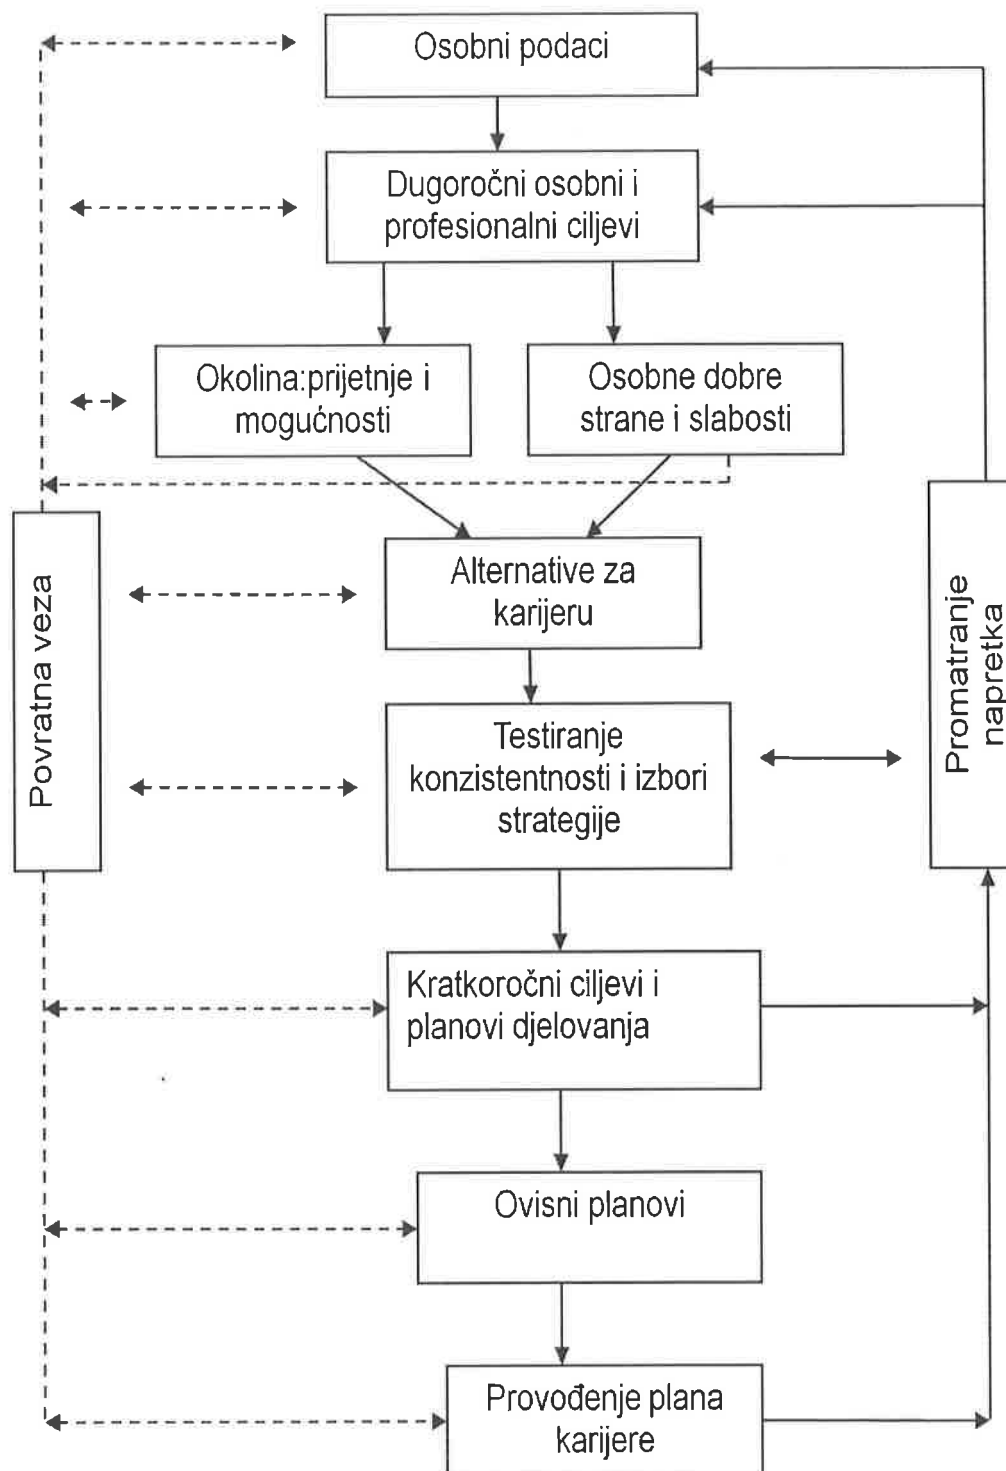 Osobni podaci
Dugoročni osobni i
profesionalni ciljevi
Okolina:prijetnje i
mogućnosti
Osobne dobre
strane i slabosti
Povratna veza
Alternative za
karijeru
Promatranje
napretka
Testiranje
konzistentnosti i izbori
strategije
Kratkoročni ciljevi i
planovi djelovanja
Ovisni planovi
Provođenje plana
karijere